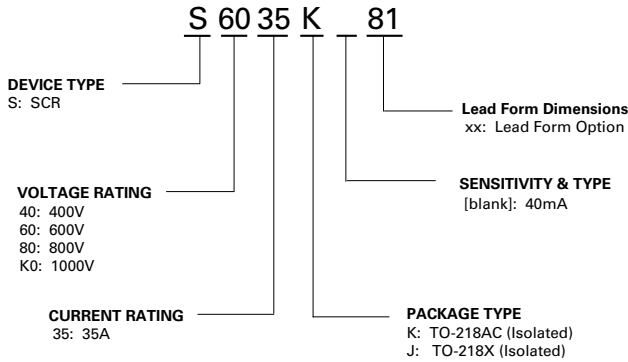 S 60 35 K _ 81
DEVICE TYPE
S: SCR
Lead Form Dimensions
xx: Lead Form Option
VOLTAGE RATING
40: 400V
60: 600V
80: 800V
K0: 1000V
SENSITIVITY & TYPE
[blank]: 40mA
CURRENT RATING
35: 35A
PACKAGE TYPE
K: TO-218AC (Isolated)
J: TO-218X (Isolated)